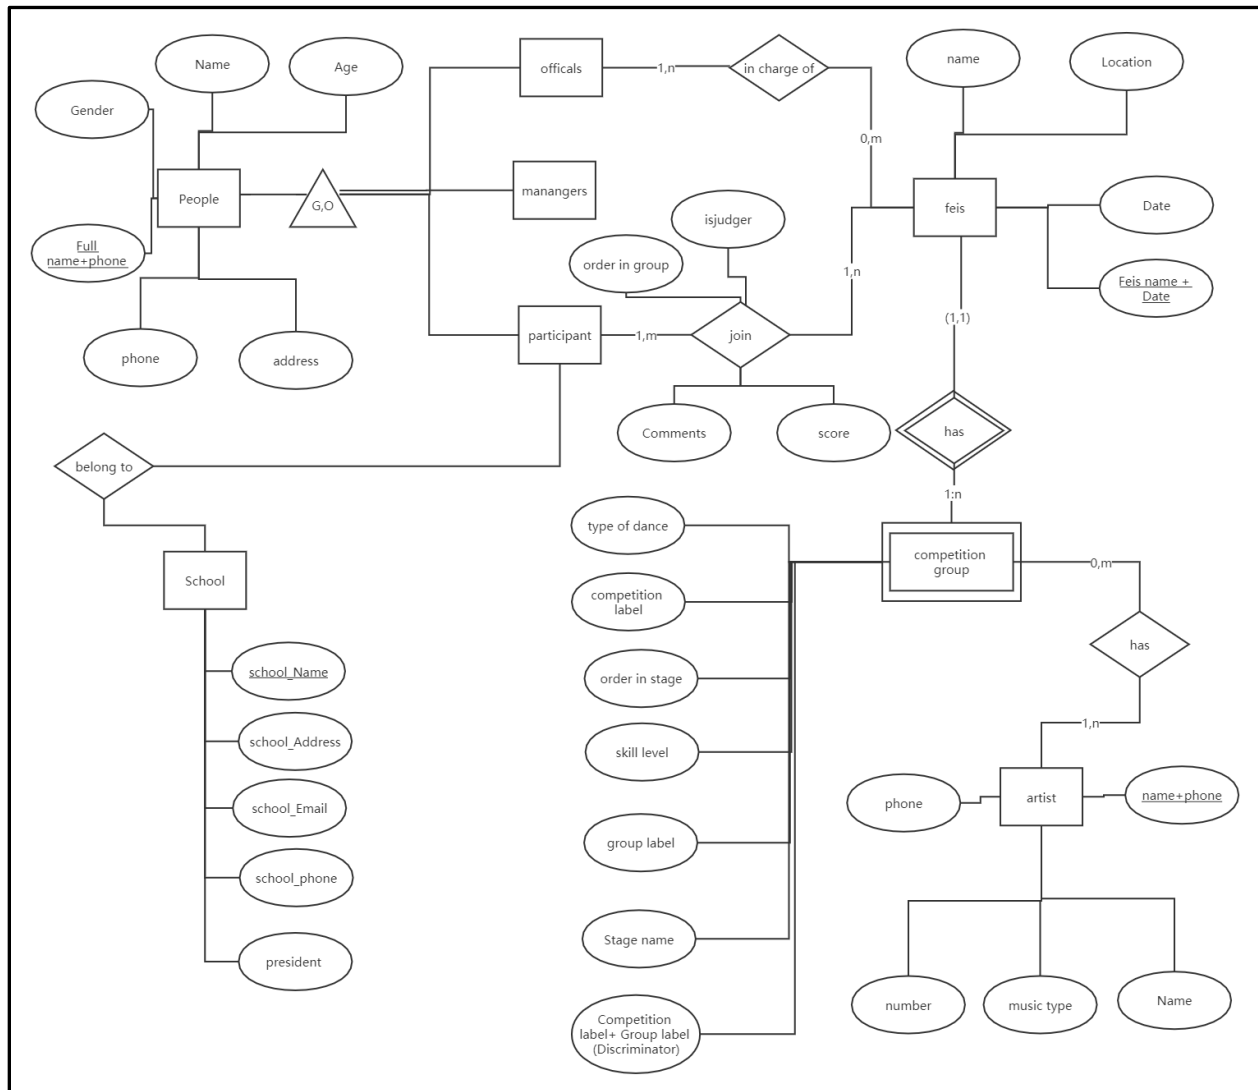 Name
Age
Gender
People
Full
name+phone
phone
address
G,O
officals
1,n
in charge of
0,m
manangers
isjudger
order in group
participant
1,m
join
1,n
Comments
score
name
Location
feis
Date
Feis name +
Date
(1,1)
has
1:n
belong to
School
school_Name
school_Address
school_Email
school_phone
president
type of dance
competition
label
order in stage
skill level
group label
Stage name
Competition
label+ Group label
(Discriminator)
competition
group
0,m
has
1,n
artist
phone
name+phone
number
music type
Name